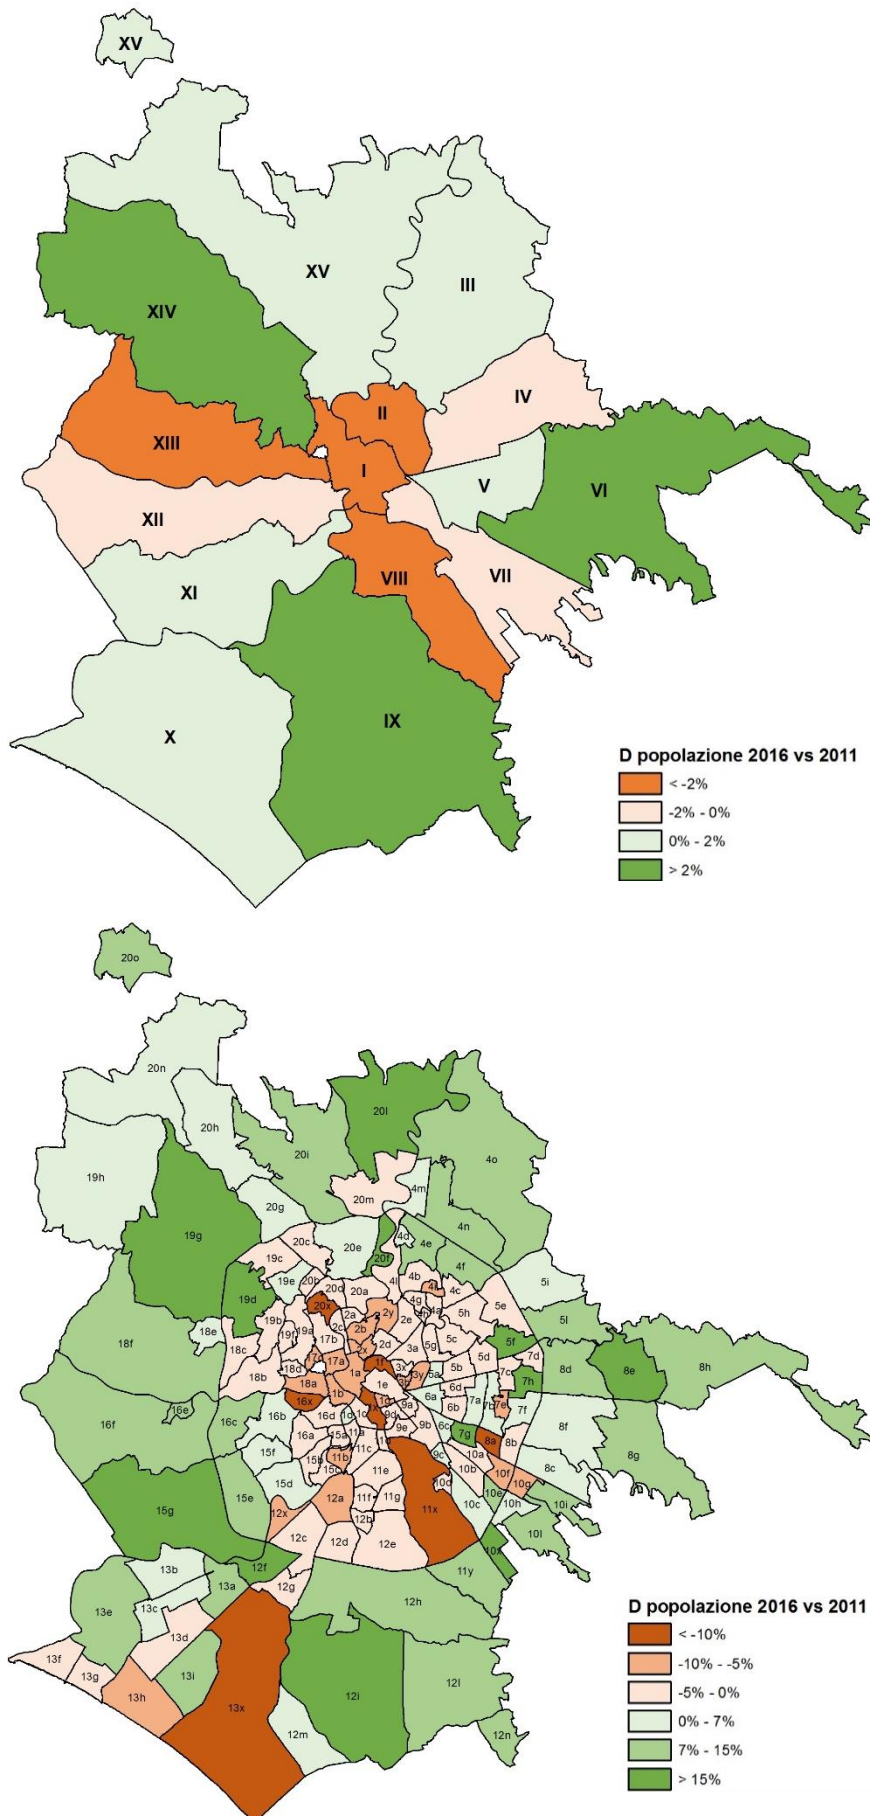 XV
XV
III
XIV
IV
II
XIII
I
V
VI
XII
VII
VIII
XI
IX
X
D popolazione 2016 vs 2011
< -2%
-2% - 0%
0% - 2%
> 2%
20o
20n
20l
20h
20i
4o
19h
20m
4m
20g
4n
19g
20c
20e
4d
4e
19c
20f
4f
5i
19e
20b
20d
20a
4l
4b
4c
5e
5l
19d
20x
2a
2y
4g
4a
5h
18f
18e
19b
19f
19a
2c
2b
2e
5g
5c
5f
17b
2d
3a
7d
18c
17c
17a
2x
1f
3x
5b
5d
7c
8d
8e
8h
18d
1a
3y
5a
7h
18b
18a
1e
3b
6d
7a
7b
7e
16x
1b
6a
6b
7f
16e
16f
16c
16b
16d
9d
9a
9b
6c
7g
8a
8b
8f
16a
15a
11a
9e
15f
11c
9c
10a
8g
15b
11b
15c
11e
10b
10f
8c
15d
10d
10g
15g
15e
12x
12a
11f
11g
11x
10c
10e
10h
10i
12b
10l
12c
12d
12e
10x
12f
11y
13b
13a
12g
12h
13e
13c
13d
13f
13g
13i
13h
13x
12i
12l
12m
12n
D popolazione 2016 vs 2011
< -10%
-10% - -5%
-5% - 0%
0% - 7%
7% - 15%
> 15%